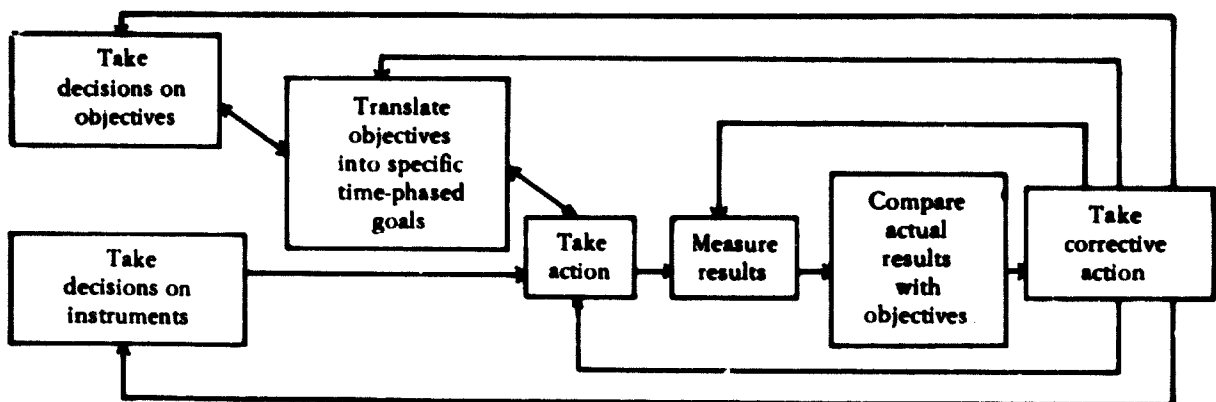 Take
decisions on
objectives
Translate
objectives
into specific
time-phased
goals
Take
decisions on
instruments
Take
action
Measure
results
Compare
actual
results
with
objectives
Take
corrective
action